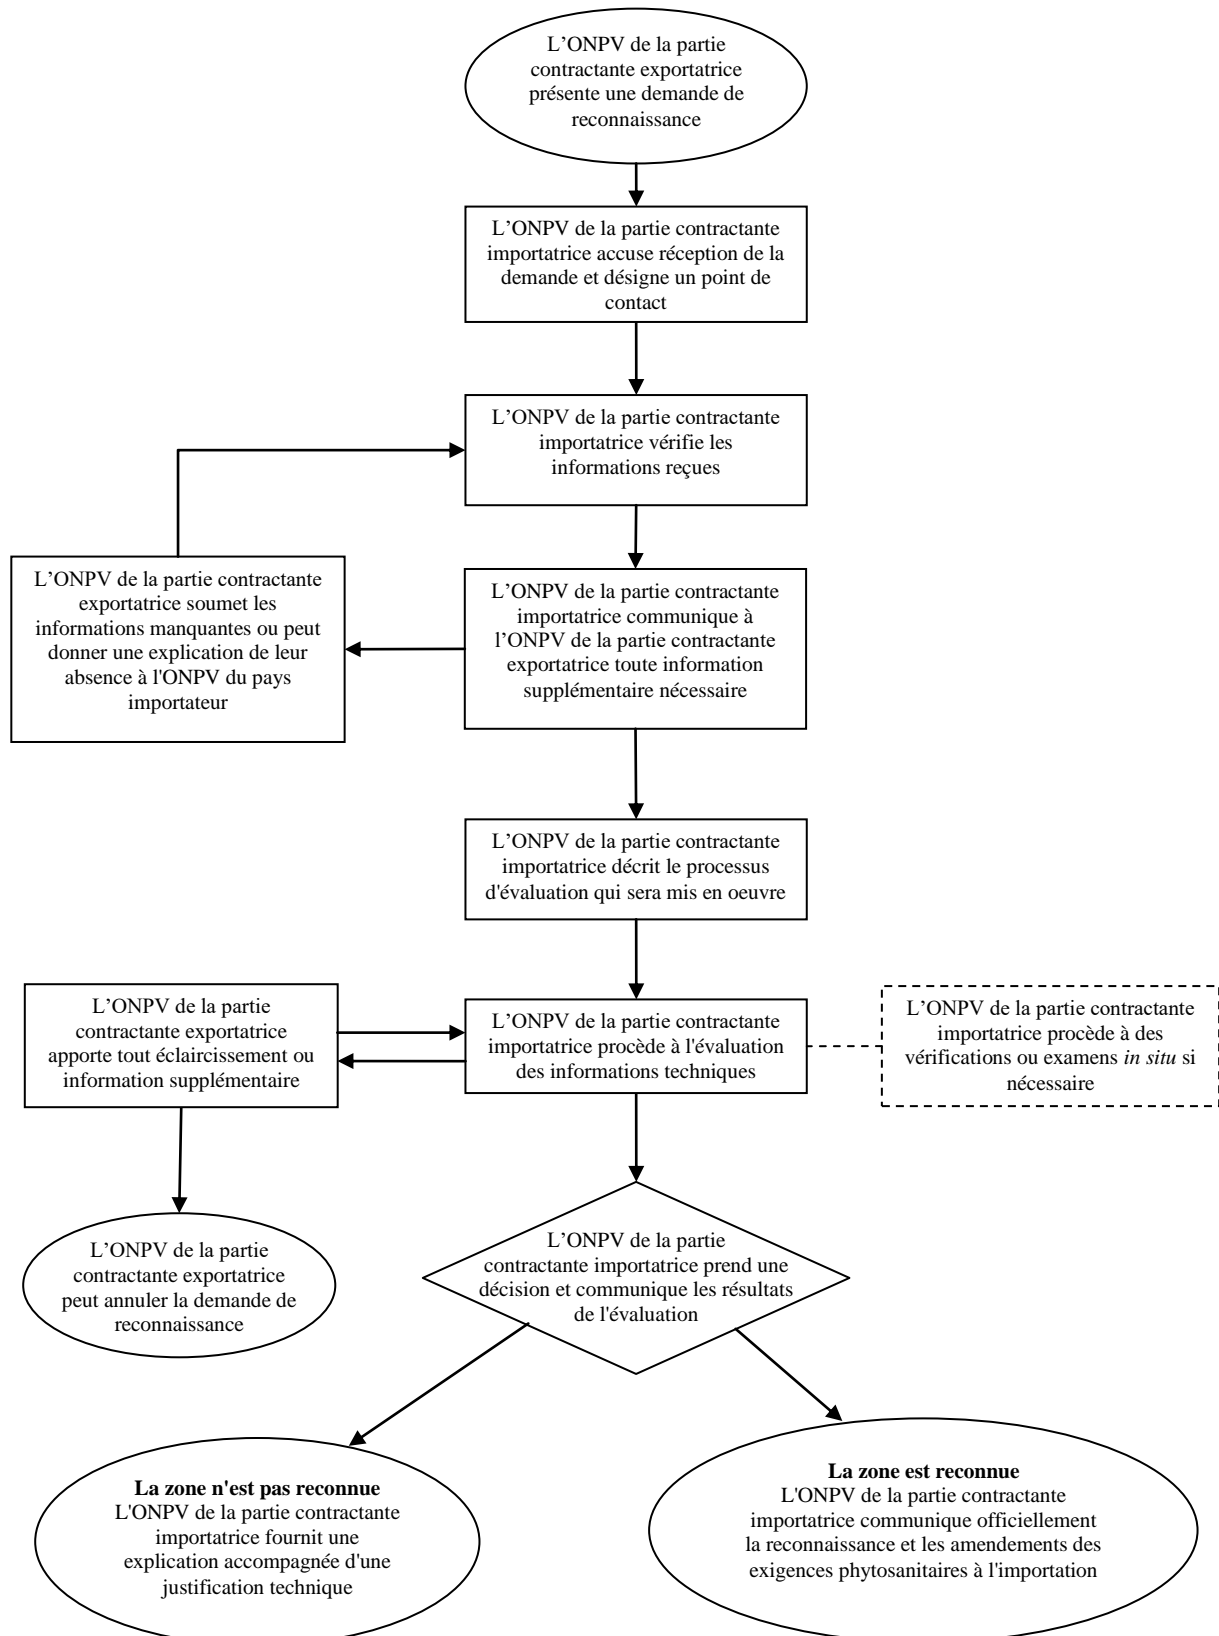 L’ONPV de la partie
contractante exportatrice
présente une demande de
reconnaissance
L’ONPV de la partie contractante
importatrice accuse réception de la
demande et désigne un point de
contact
L’ONPV de la partie contractante
importatrice vérifie les
informations reçues
L’ONPV de la partie contractante
exportatrice soumet les
informations manquantes ou peut
donner une explication de leur
absence à l'ONPV du pays
importateur
L’ONPV de la partie contractante
importatrice communique à
l’ONPV de la partie contractante
exportatrice toute information
supplémentaire nécessaire
L’ONPV de la partie contractante
importatrice décrit le processus
d'évaluation qui sera mis en oeuvre
L’ONPV de la partie
contractante exportatrice
apporte tout éclaircissement ou
information supplémentaire
L’ONPV de la partie contractante
importatrice procède à l'évaluation
des informations techniques
L’ONPV de la partie contractante
importatrice procède à des
vérifications ou examens in situ si
nécessaire
L’ONPV de la partie
contractante exportatrice
peut annuler la demande de
reconnaissance
L’ONPV de la partie
contractante importatrice prend une
décision et communique les résultats
de l'évaluation
La zone n'est pas reconnue
L'ONPV de la partie contractante
importatrice fournit une
explication accompagnée d'une
justification technique
La zone est reconnue
L'ONPV de la partie contractante
importatrice communique officiellement
la reconnaissance et les amendements des
exigences phytosanitaires à l'importation